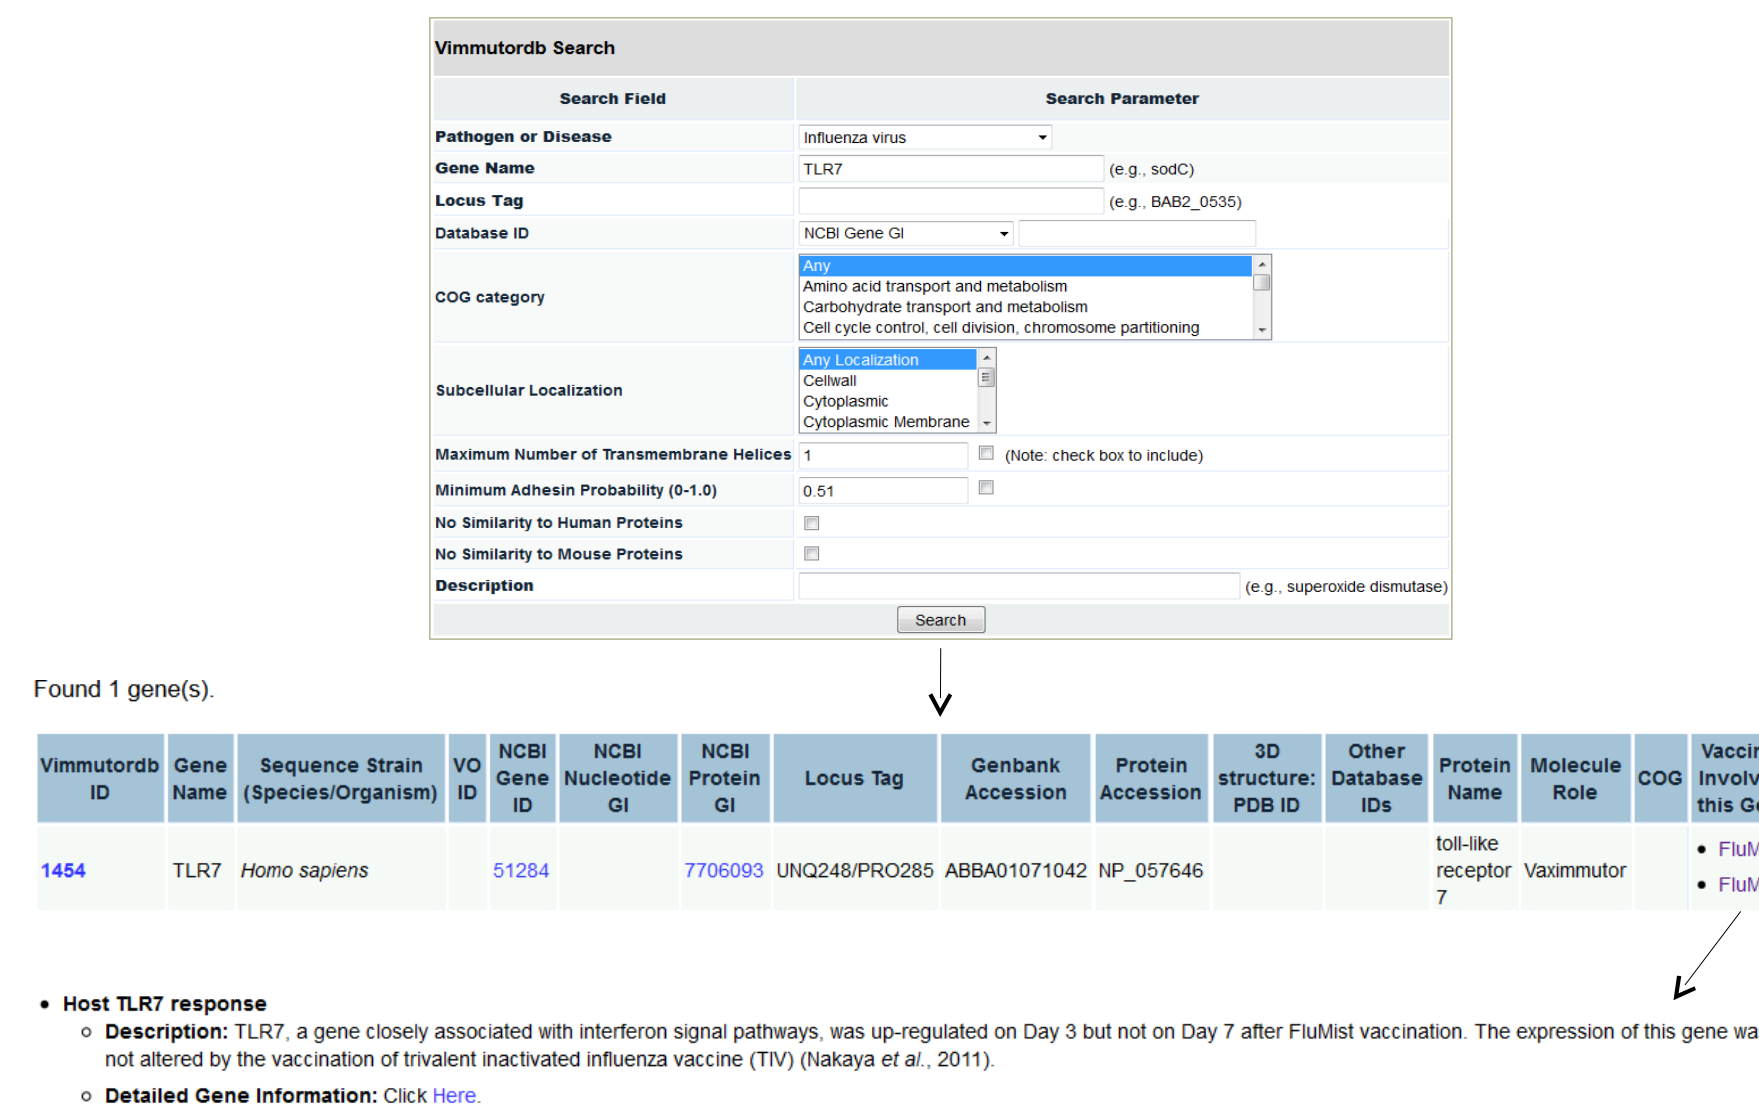 Vimmutordb Search
Search Field Search Parameter
Pathogen or Disease Influenza virus
Gene Name TLR7 (e.g., sodC)
Locus Tag (e.g., BAB2_0535)
Database ID NCBI Gene GI
COG category
Any
Amino acid transport and metabolism
Carbohydrate transport and metabolism
Cell cycle control, cell division, chromosome partitioning
Subcellular Localization
Any Localization
Cellwall
Cytoplasmic
Cytoplasmic Membrane
Maximum Number of Transmembrane Helices 1 (Note: check box to include)
Minimum Adhesin Probability (0-1.0) 0.51
No Similarity to Human Proteins
No Similarity to Mouse Proteins
Description (e.g., superoxide dismutase)
Search
Found 1 gene(s).
Vimmutordb ID Gene Name Sequence Strain (Species/Organism) VO ID NCBI Gene ID NCBI Nucleotide GI NCBI Protein GI Locus Tag Genbank Accession Protein Accession 3D structure: PDB ID Other Database IDs Protein Name Molecule Role COG this
1454 TLR7 Homo sapiens 51284 7706093 UNQ248/PRO285 ABBA01071042 NP_057646 toll-like receptor 7 Vaximmutor
• Host TLR7 response
Description: TLR7, a gene closely associated with interferon signal pathways, was up-regulated on Day 3 but not on Day 7 after FluMist vaccination. The expression of this gene
not altered by the vaccination of trivalent inactivated influenza vaccine (TIV) (Nakaya et al., 2011).
Detailed Gene Information: Click Here.